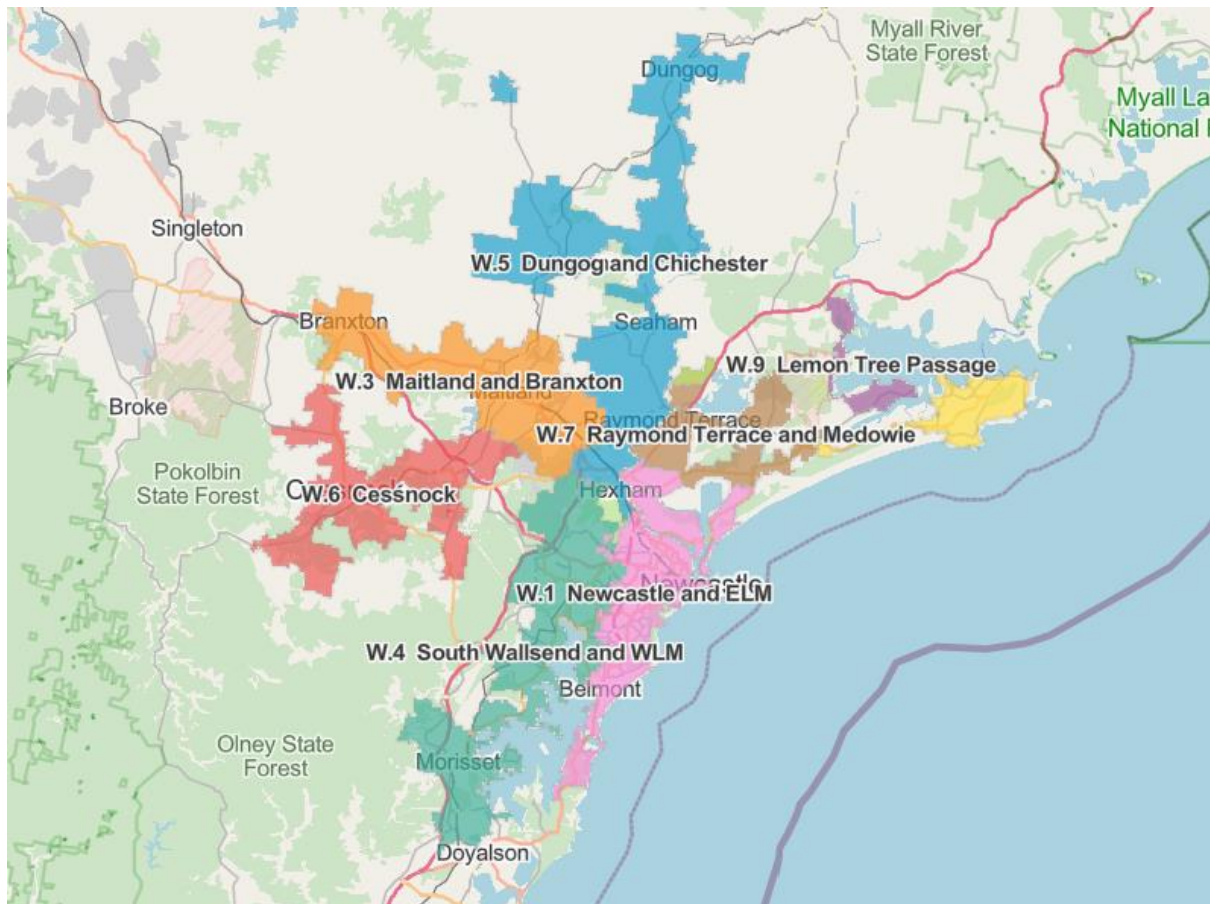 Myall River
State Forest
Dungog
Myall La
National P
Singleton
W.5 Dungog and Chichester
Branxton
Seaham
W.9 Lemon Tree Passage
W.3 Maitland and Branxton
Maitland
Broke
Raymond Terrace
W.7 Raymond Terrace and Medowie
Pokolbin
State Forest
W.6 Cessnock
Hexham
Newcastle
W.1 Newcastle and ELM
W.4 South Wallsend and WLM
Belmont
Olney State
Forest
Morisset
Doyalson